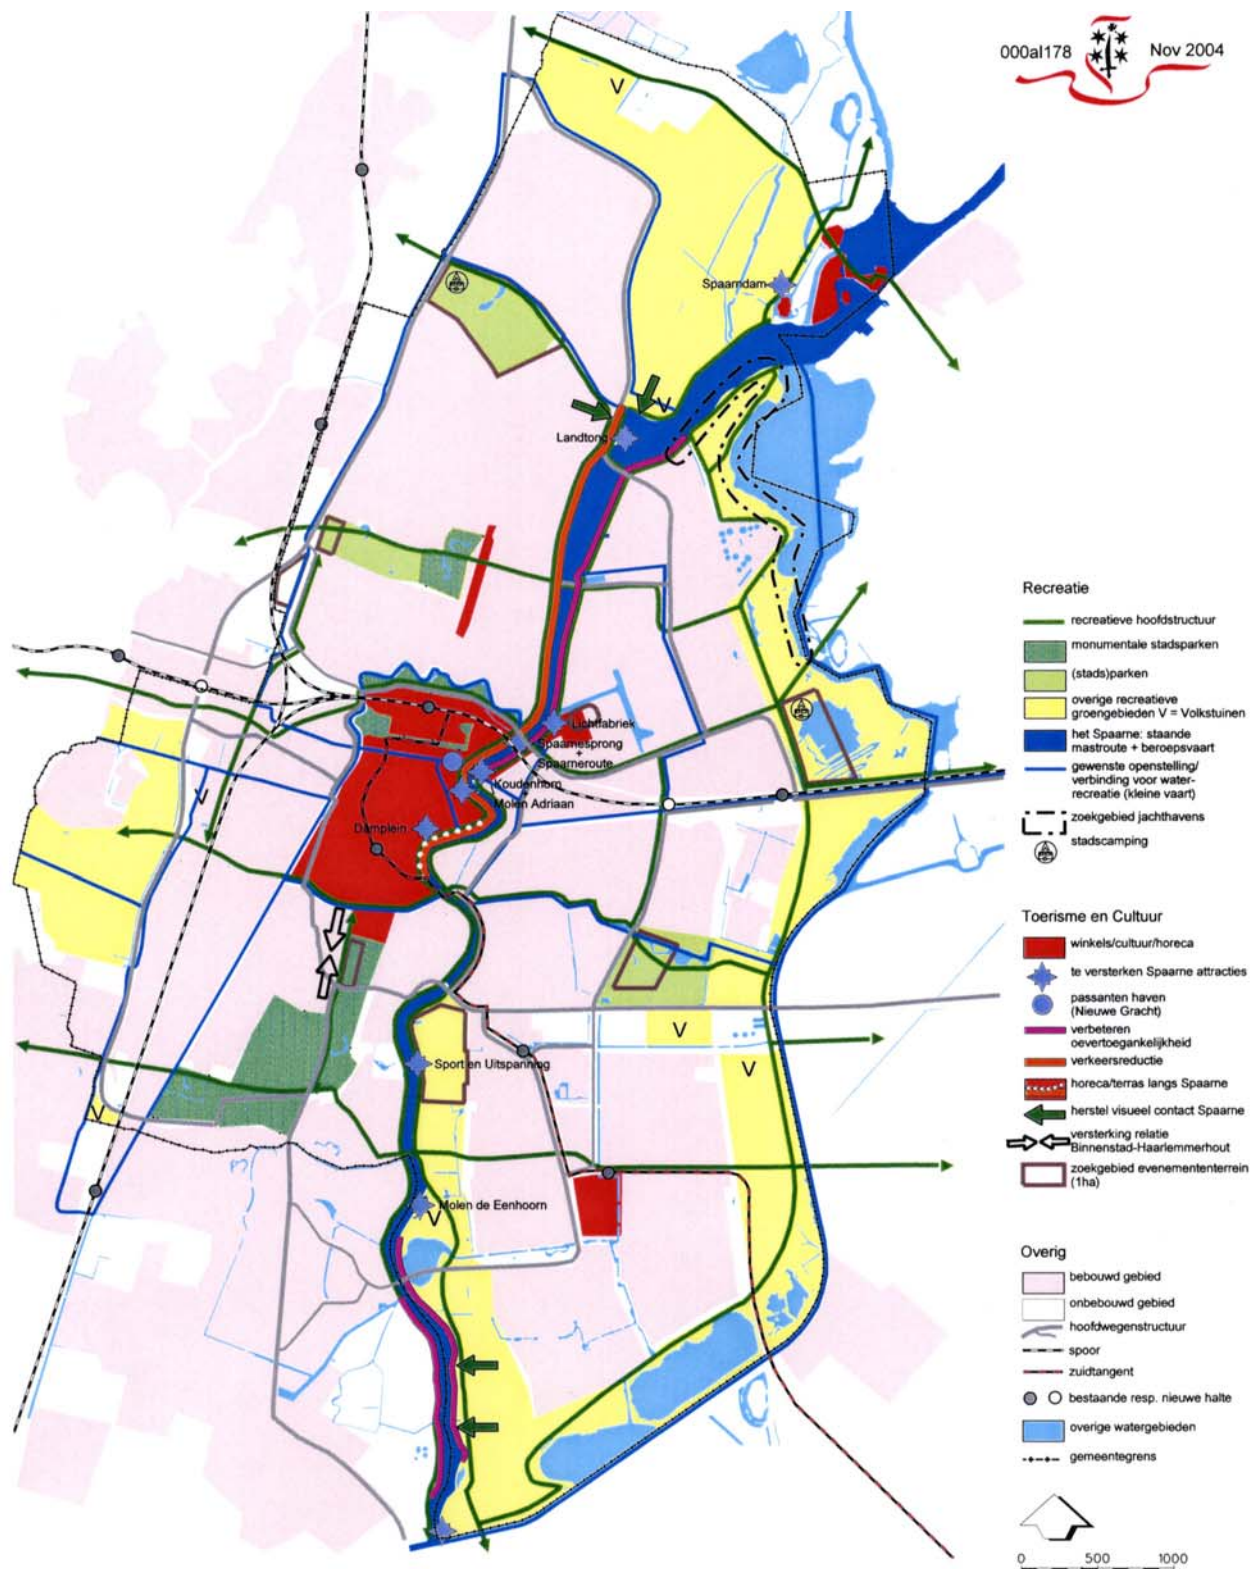 000al178
Nov 2004
V
Spaarndam
V
Landtong
Lichtfabriek
Spaarnesprong
+
Spaarneroute
Koudenhorn
Molen Adriaan
Damplein
V
V
V
Sport en Uitspanning
V
Molen de Eenhoorn
V
Recreatie
recreatieve hoofdstructuur
monumentale stadsparken
(stads)parken
overige recreatieve
groengebieden V = Volkstuinen
het Spaarne: staande
mastroute + beroepsvaart
gewenste openstelling/
verbinding voor water-
recreatie (kleine vaart)
zoekgebied jachthavens
stadscamping
Toerisme en Cultuur
winkels/cultuur/horeca
te versterken Spaarne attracties
passanten haven
(Nieuwe Gracht)
verbeteren
oevertoegankelijkheid
verkeersreductie
horeca/terras langs Spaarne
herstel visueel contact Spaarne
versterking relatie
Binnenstad-Haarlemmerhout
zoekgebied evenemententerrein
(1ha)
Overig
bebouwd gebied
onbebouwd gebied
hoofdwegenstructuur
spoor
zuidtangent
bestaande resp. nieuwe halte
overige watergebieden
gemeentegrens
0 500 1000